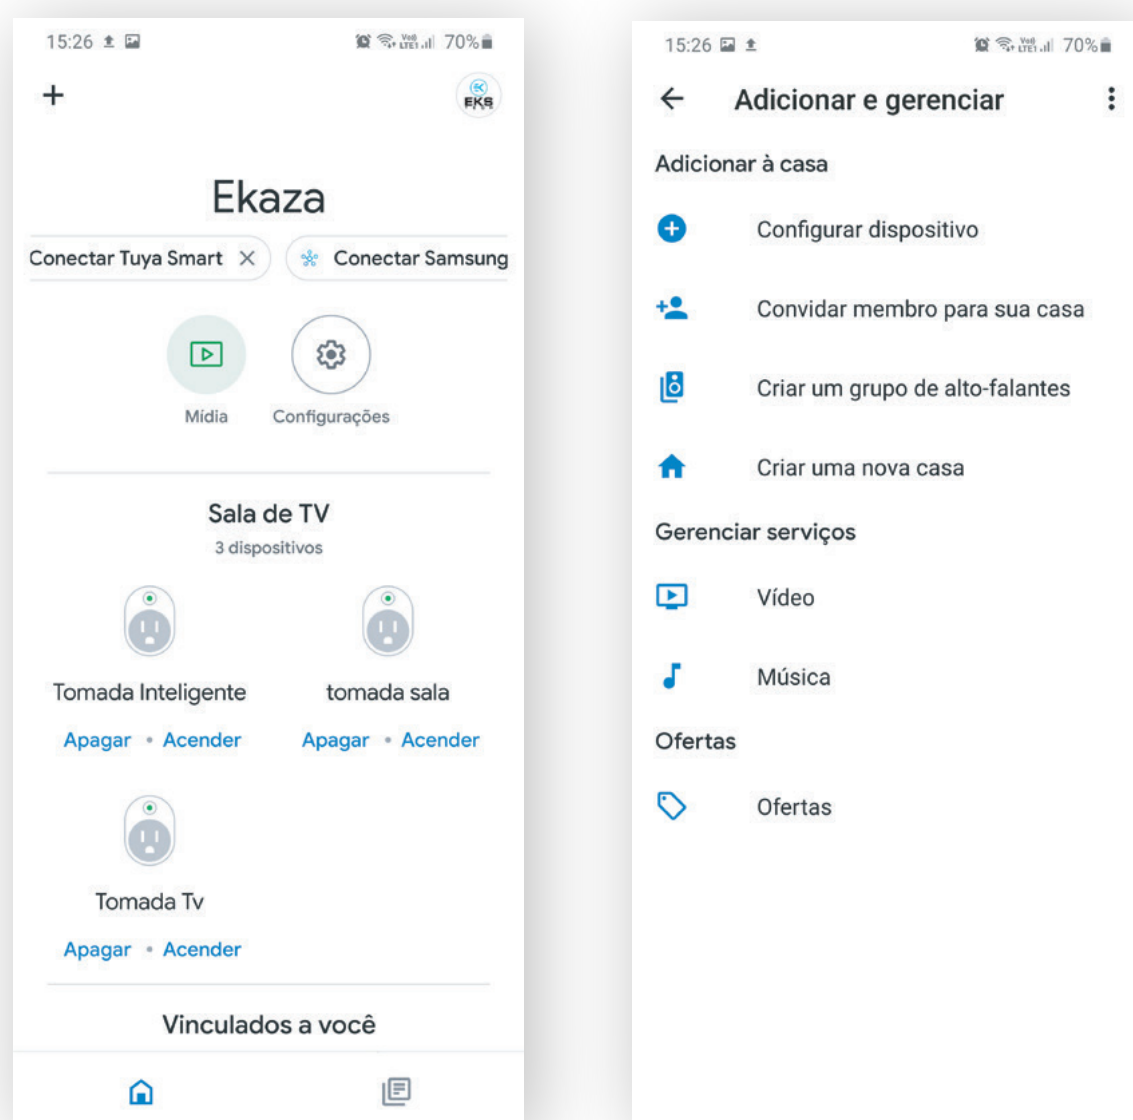 15:26
70%
+
EKS
Ekaza
Conectar Tuya Smart
Conectar Samsung
Mídia
Configurações
Sala de TV
3 dispositivos
Tomada Inteligente
tomada sala
Apagar • Acender
Apagar • Acender
Tomada Tv
Apagar • Acender
Vinculados a você
15:26
70%
Adicionar e gerenciar
Adicionar à casa
Configurar dispositivo
Convidar membro para sua casa
Criar um grupo de alto-falantes
Criar uma nova casa
Gerenciar serviços
Vídeo
Música
Ofertas
Ofertas